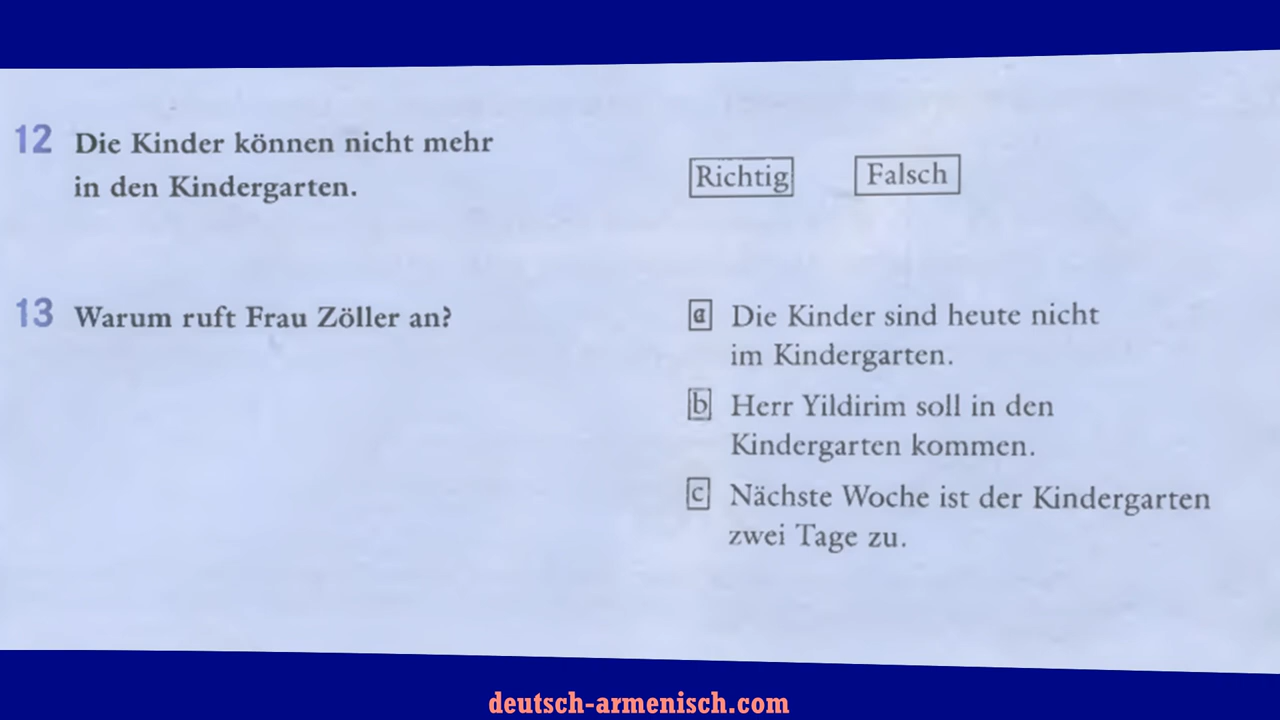 12 Die Kinder können nicht mehr
in den Kindergarten.
Richtig Falsch
13 Warum ruft Frau Zöller an?
a Die Kinder sind heute nicht
im Kindergarten.
b Herr Yildirim soll in den
Kindergarten kommen.
c Nächste Woche ist der Kindergarten
zwei Tage zu.
deutsch-armenisch.com